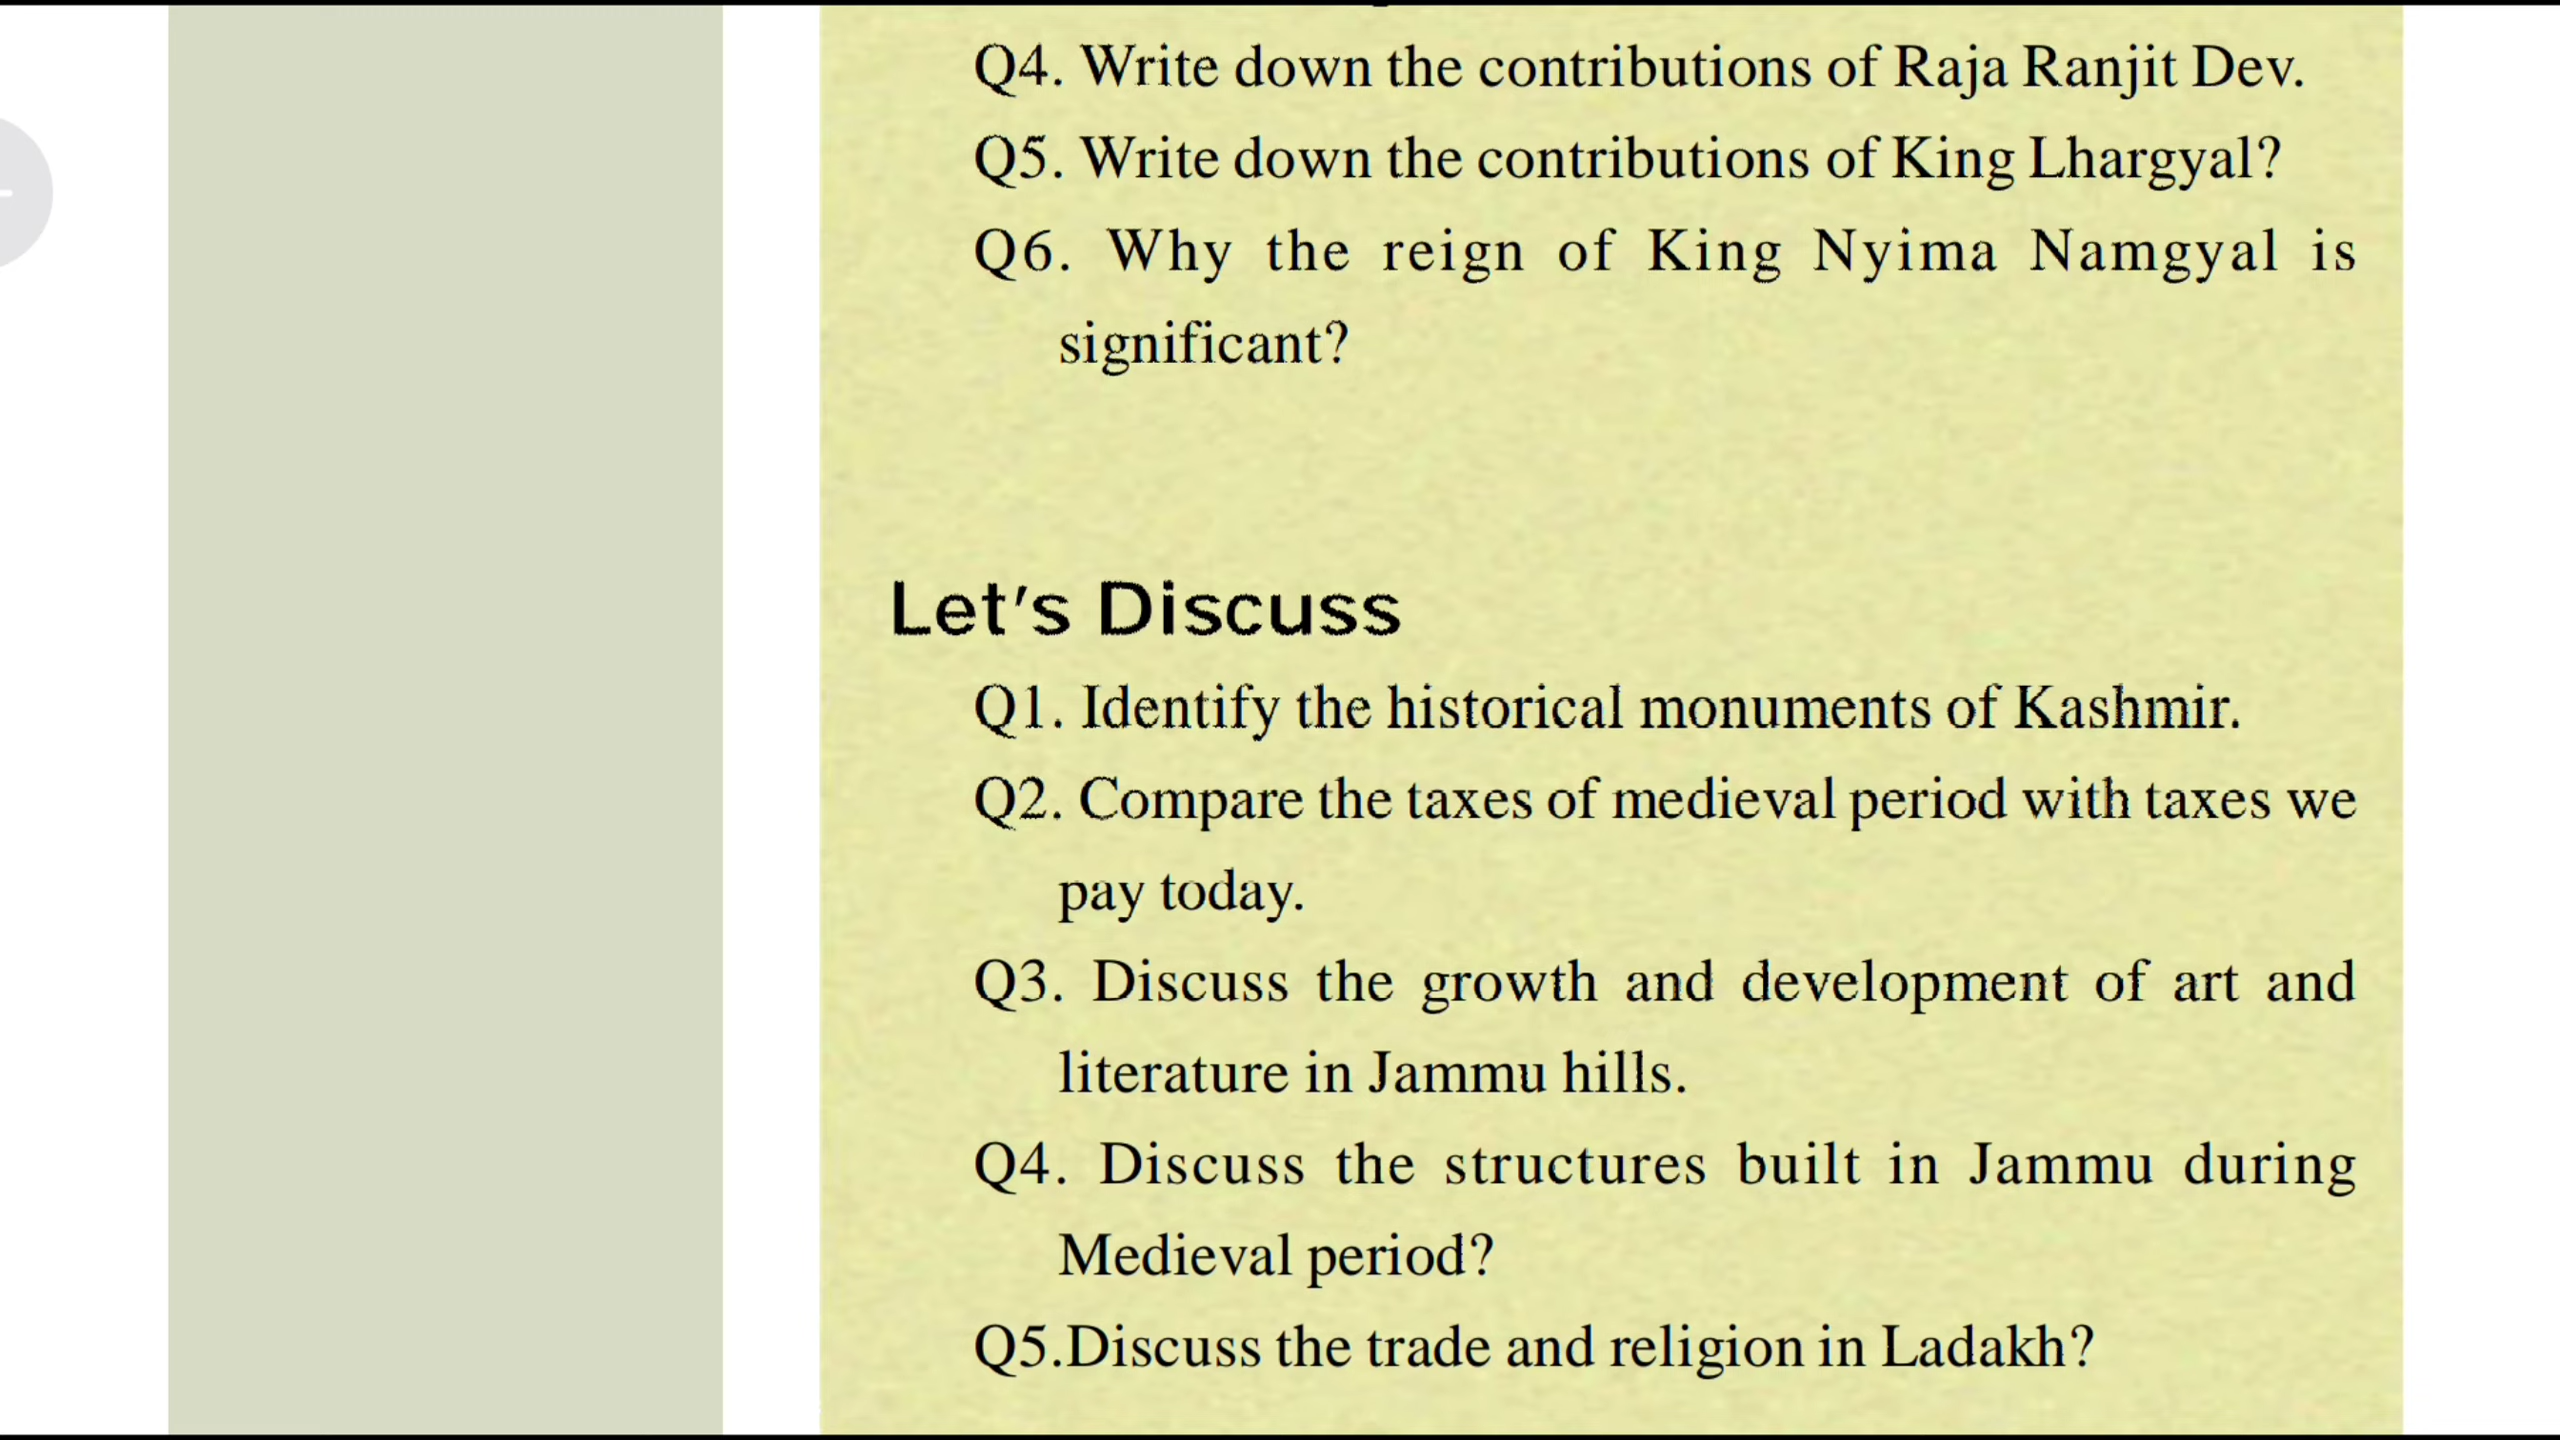 Q4. Write down the contributions of Raja Ranjit Dev.
Q5. Write down the contributions of King Lhargyal?
Q6. Why the reign of King Nyima Namgyal is
significant?
Let's Discuss
Q1. Identify the historical monuments of Kashmir.
Q2. Compare the taxes of medieval period with taxes we
pay today.
Q3. Discuss the growth and development of art and
literature in Jammu hills.
Q4. Discuss the structures built in Jammu during
Medieval period?
Q5.Discuss the trade and religion in Ladakh?